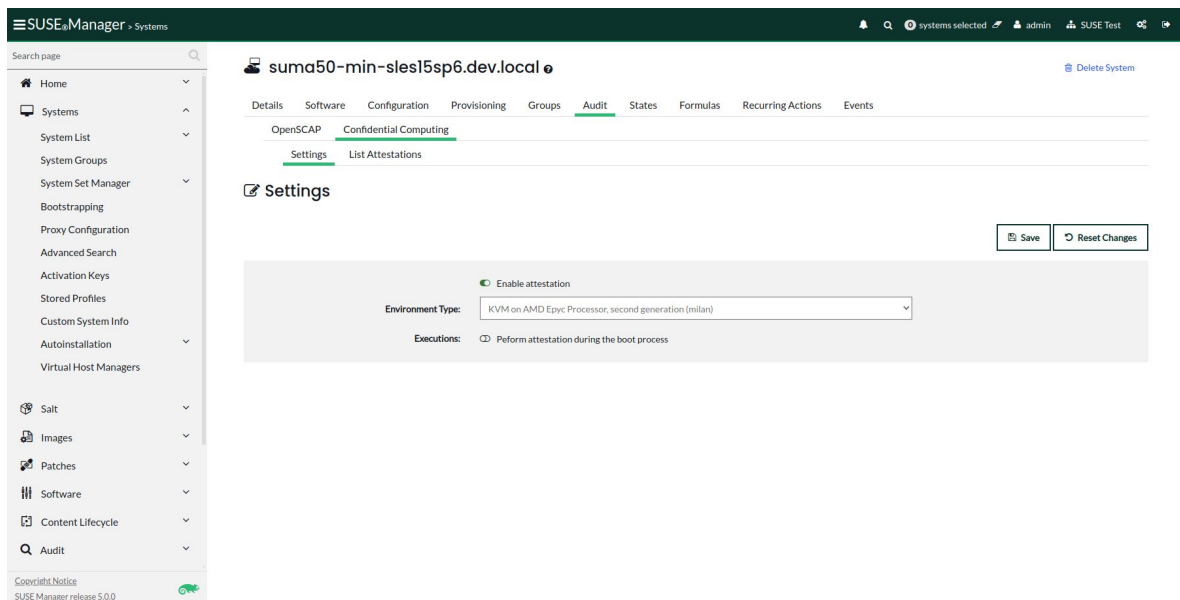 SUSE®Manager > Systems
0 systems selected admin SUSE Test
Search page
Home
Systems
System List
System Groups
System Set Manager
Bootstrapping
Proxy Configuration
Advanced Search
Activation Keys
Stored Profiles
Custom System Info
Autoinstallation
Virtual Host Managers
Salt
Images
Patches
Software
Content Lifecycle
Audit
Copyright Notice
SUSE Manager release 5.0.0
suma50-min-sles15sp6.dev.local
Delete System
Details Software Configuration Provisioning Groups Audit States Formulas Recurring Actions Events
OpenSCAP Confidential Computing
Settings List Attestations
Settings
Save Reset Changes
Enable attestation
Environment Type: KVM on AMD Epyc Processor, second generation (milan)
Executions: Peform attestation during the boot process